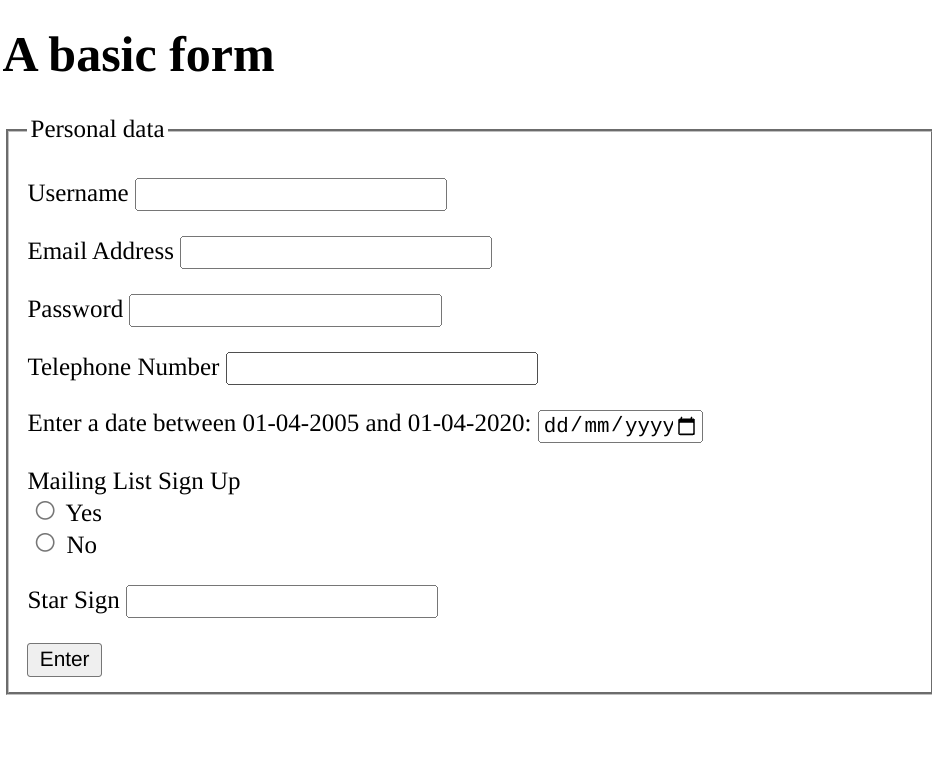 A basic form
Personal data
Username
Email Address
Password
Telephone Number
Enter a date between 01-04-2005 and 01-04-2020: dd/mm/yyyy
Mailing List Sign Up
Yes
No
Star Sign
Enter